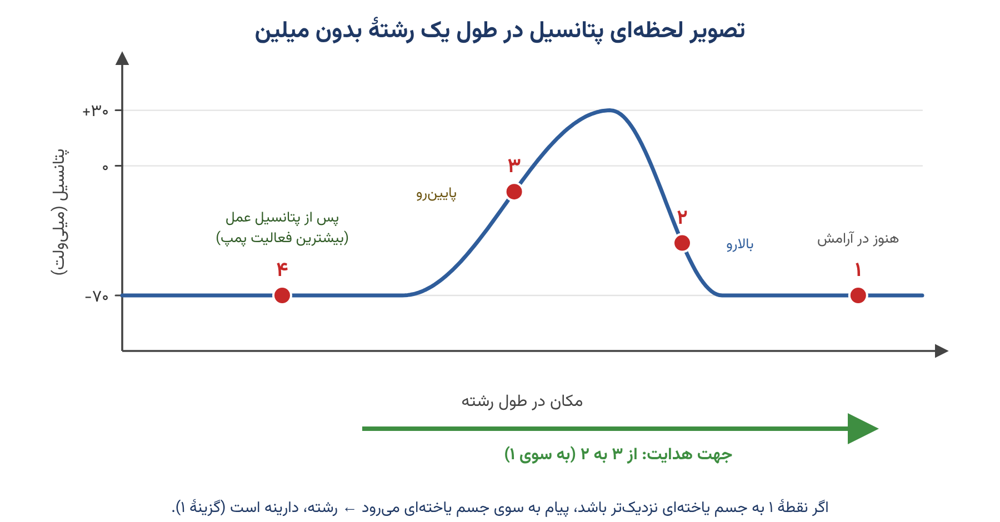 تصویر لحظه‌ای پتانسیل در طول یک رشتهٔ بدون میلین
پتانسیل (میلی‌ولت)
+۳۰
۰
-۷۰
۳
پایین‌رو
۲
بالارو
پس از پتانسیل عمل
(بیشترین فعالیت پمپ)
۴
هنوز در آرامش
۱
مکان در طول رشته
جهت هدایت: از ۳ به ۲ (به سوی ۱)
اگر نقطهٔ ۱ به جسم یاخته‌ای نزدیک‌تر باشد، پیام به سوی جسم یاخته‌ای می‌رود ← رشته، دارینه است (گزینهٔ ۱).